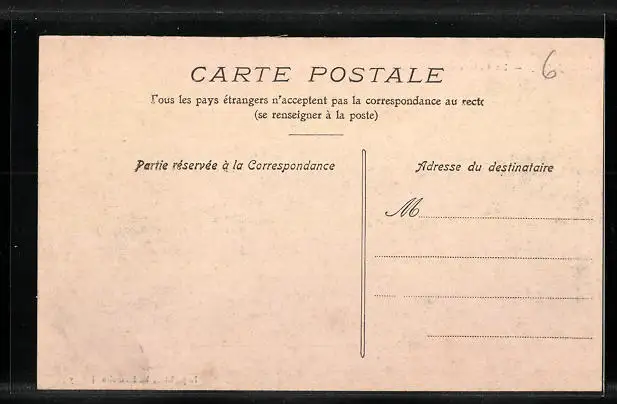 6
CARTE POSTALE
Tous les pays étrangers n'acceptent pas la correspondance au recto
(se renseigner à la poste)
Partie réservée à la Correspondance
Adresse du destinataire
M